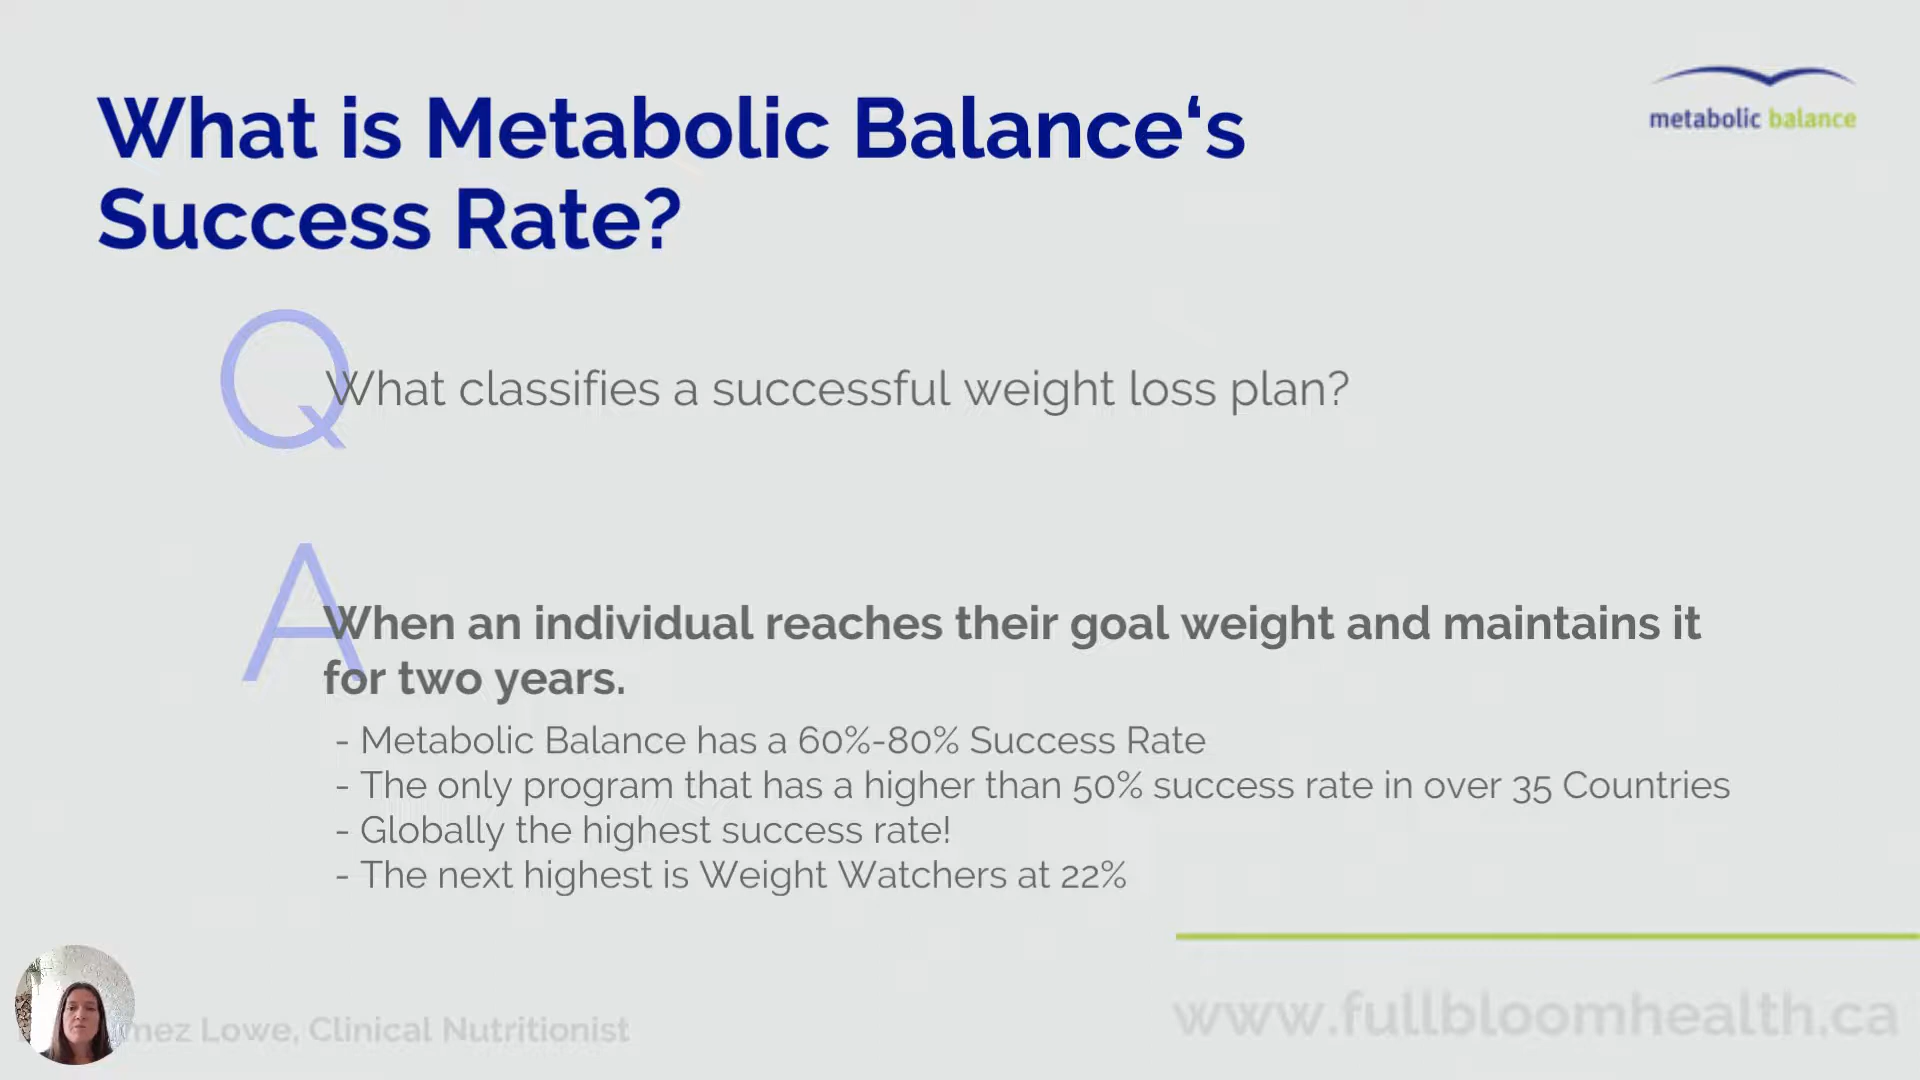 What is Metabolic Balance‘s
Success Rate?
metabolic balance
Q
What classifies a successful weight loss plan?
A
When an individual reaches their goal weight and maintains it
for two years.
- Metabolic Balance has a 60%-80% Success Rate
- The only program that has a higher than 50% success rate in over 35 Countries
- Globally the highest success rate!
- The next highest is Weight Watchers at 22%
Lowe, Clinical Nutritionist
www.fullbloomhealth.ca